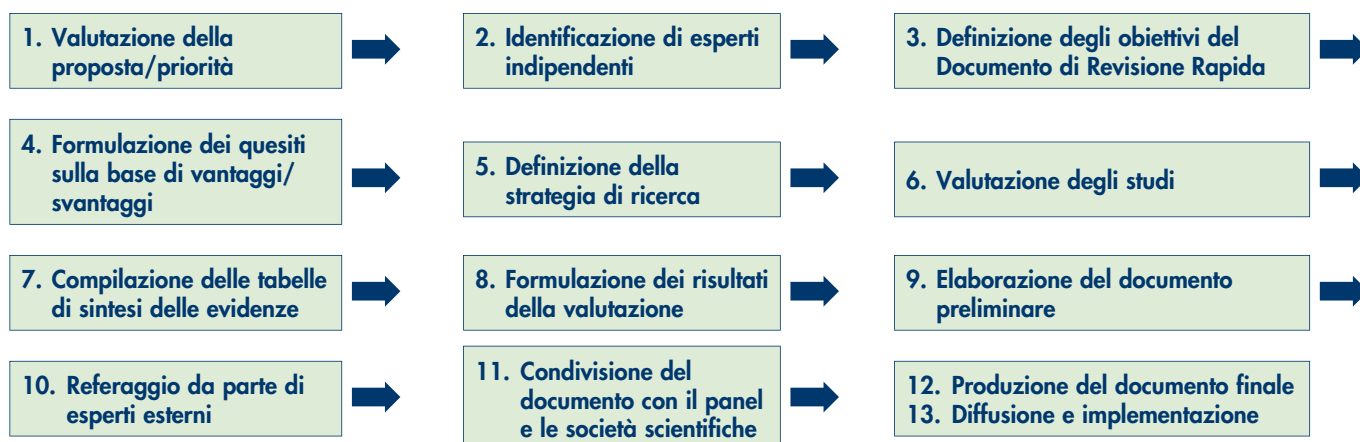 1. Valutazione della
proposta/priorità
2. Identificazione di esperti
indipendenti
3. Definizione degli obiettivi del
Documento di Revisione Rapida
4. Formulazione dei quesiti
sulla base di vantaggi/
svantaggi
5. Definizione della
strategia di ricerca
6. Valutazione degli studi
7. Compilazione delle tabelle
di sintesi delle evidenze
8. Formulazione dei risultati
della valutazione
9. Elaborazione del documento
preliminare
10. Referaggio da parte di
esperti esterni
11. Condivisione del
documento con il panel
e le società scientifiche
12. Produzione del documento finale
13. Diffusione e implementazione